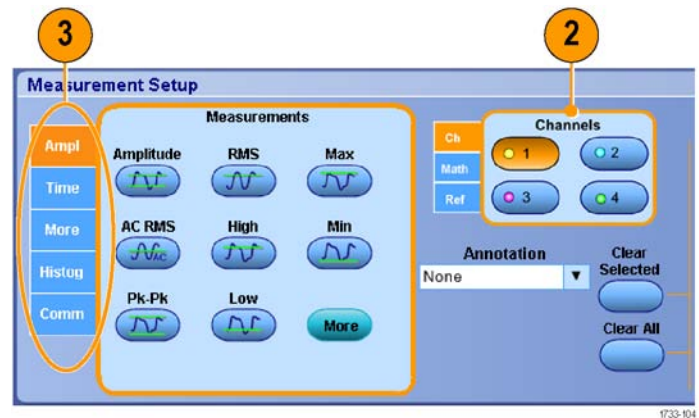 3
2
Measurement Setup
Measurements
Channels
Ampl
Time
More
Histog
Comm
Amplitude
RMS
Max
AC RMS
High
Min
AC
Pk-Pk
Low
More
Ch
Math
Ref
1
2
3
4
Annotation
None
Clear Selected
Clear All
1733-104